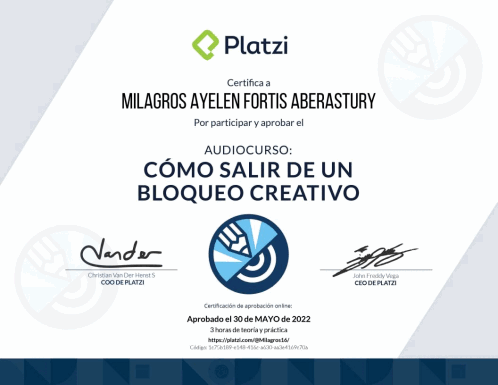 Platzi
Certifica a
MILAGROS AYELEN FORTIS ABERASTURY
Por participar y aprobar el
AUDIOCURSO:
CÓMO SALIR DE UN
BLOQUEO CREATIVO
Christian Van Der Henst S
COO DE PLATZI
John Freddy Vega
CEO DE PLATZI
Certificación de aprobación online:
Aprobado el 30 de MAYO de 2022
3 horas de teoría y práctica
https://platzi.com/@Milagros16/
Código: